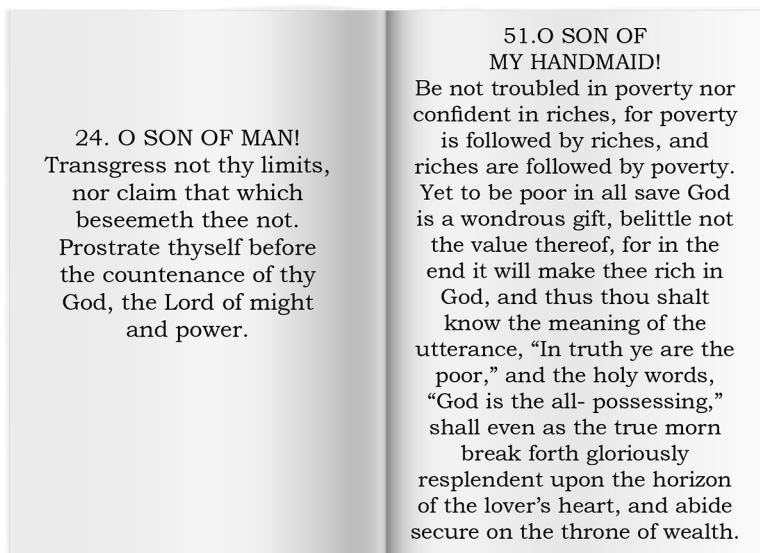 24. O SON OF MAN!
Transgress not thy limits,
nor claim that which
beseemeth thee not.
Prostrate thyself before
the countenance of thy
God, the Lord of might
and power.
51.O SON OF
MY HANDMAID!
Be not troubled in poverty nor
confident in riches, for poverty
is followed by riches, and
riches are followed by poverty.
Yet to be poor in all save God
is a wondrous gift, belittle not
the value thereof, for in the
end it will make thee rich in
God, and thus thou shalt
know the meaning of the
utterance, “In truth ye are the
poor,” and the holy words,
“God is the all- possessing,”
shall even as the true morn
break forth gloriously
resplendent upon the horizon
of the lover’s heart, and abide
secure on the throne of wealth.